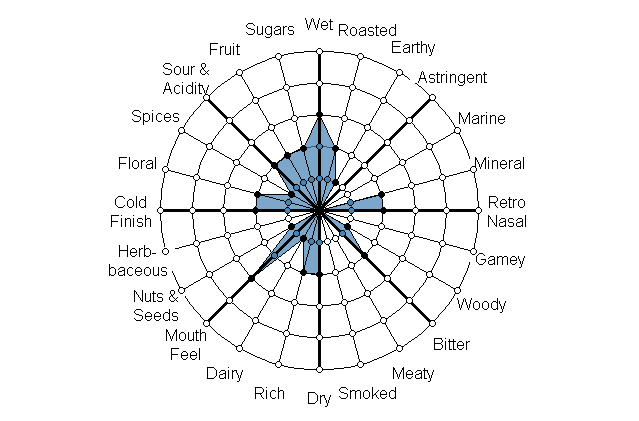 Wet
Roasted
Earthy
Astringent
Marine
Mineral
Retro
Nasal
Gamey
Woody
Bitter
Meaty
Smoked
Dry
Rich
Dairy
Mouth
Feel
Nuts &
Seeds
Herb-
baceous
Cold
Finish
Floral
Spices
Sour &
Acidity
Fruit
Sugars